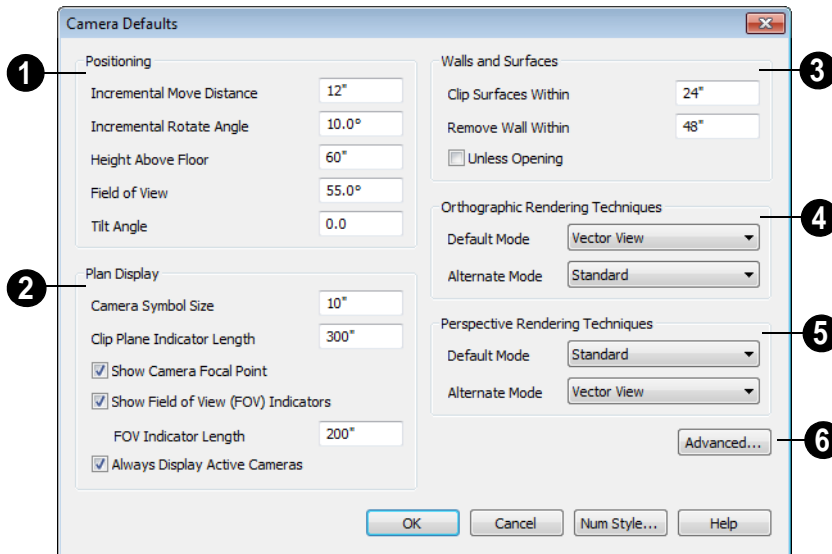 Camera Defaults
1
Positioning
Incremental Move Distance 12"
Incremental Rotate Angle 10.0°
Height Above Floor 60"
Field of View 55.0°
Tilt Angle 0.0
2
Plan Display
Camera Symbol Size 10"
Clip Plane Indicator Length 300"
Show Camera Focal Point
Show Field of View (FOV) Indicators
FOV Indicator Length 200"
Always Display Active Cameras
Walls and Surfaces
3
Clip Surfaces Within 24"
Remove Wall Within 48"
Unless Opening
Orthographic Rendering Techniques
4
Default Mode Vector View
Alternate Mode Standard
Perspective Rendering Techniques
5
Default Mode Standard
Alternate Mode Vector View
Advanced...
6
OK Cancel Num Style... Help